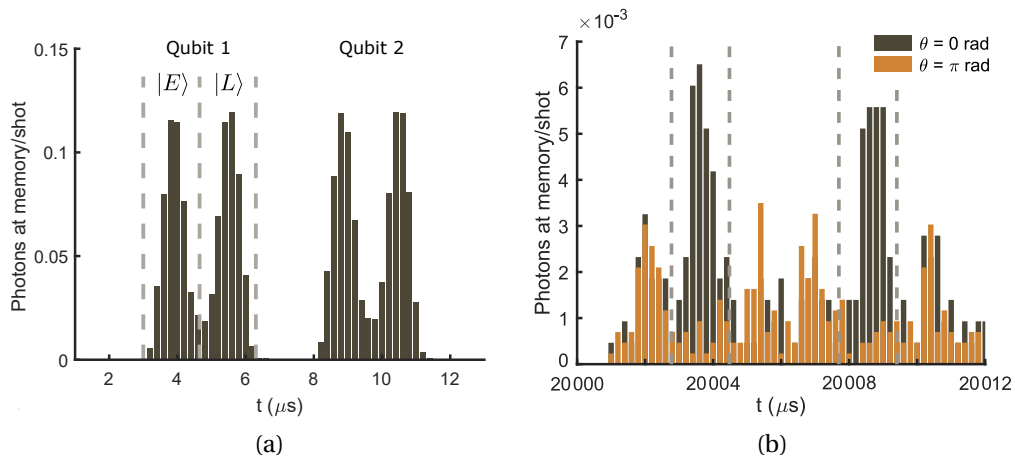 Qubit 1
Qubit 2
|E⟩
|L⟩
0.15
0.1
0.05
0
Photons at memory/shot
2
4
6
8
10
12
t (μs)
(a)
×10⁻³
θ = 0 rad
θ = π rad
7
6
5
4
3
2
1
0
Photons at memory/shot
20000
20004
20008
20012
t (μs)
(b)